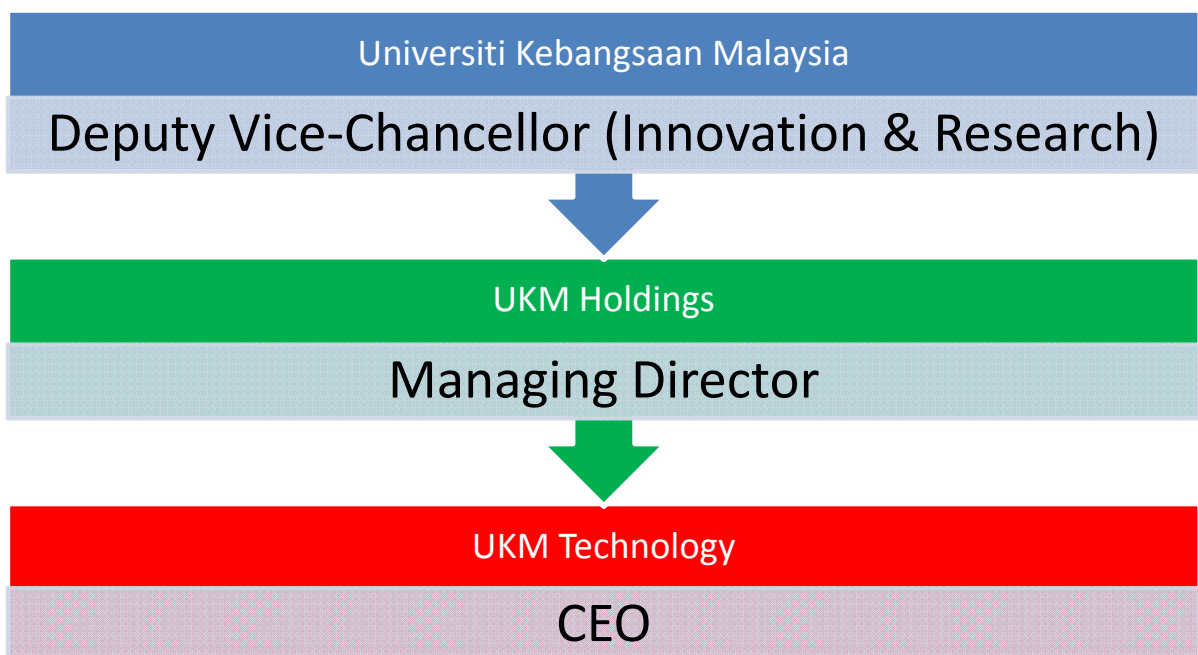 Universiti Kebangsaan Malaysia
Deputy Vice-Chancellor (Innovation & Research)
UKM Holdings
Managing Director
UKM Technology
CEO